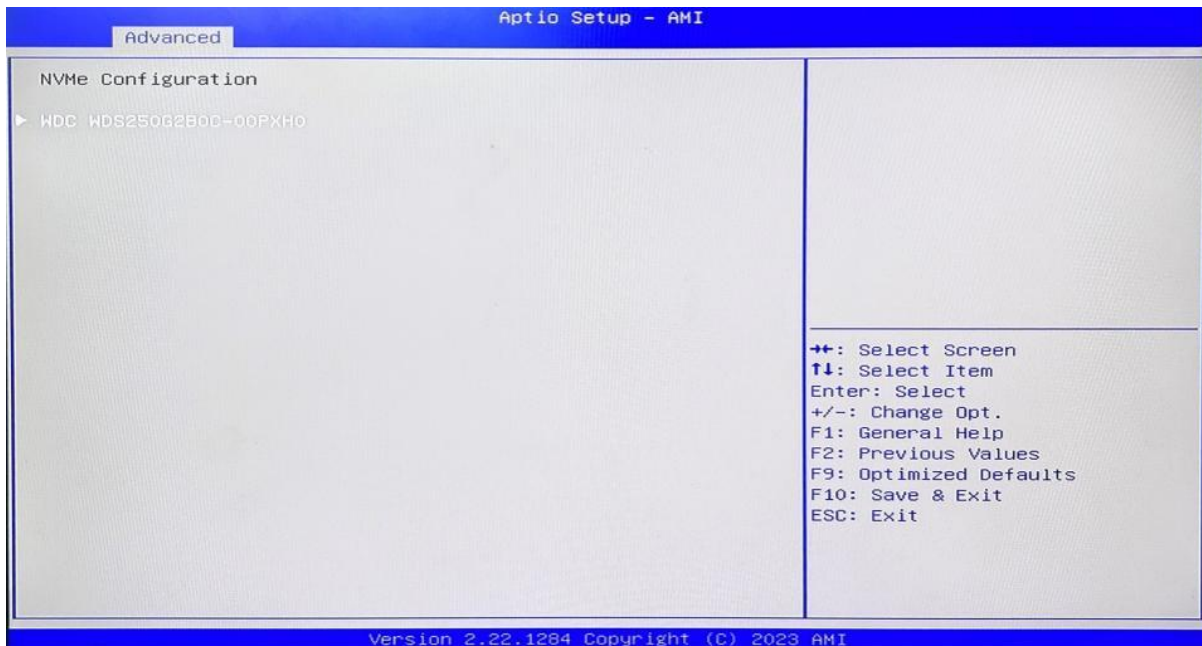 Aptio Setup - AMI
Advanced
NVMe Configuration
▶ WDC WDS250G2B0C-00PXH0
→←: Select Screen
↑↓: Select Item
Enter: Select
+/-: Change Opt.
F1: General Help
F2: Previous Values
F9: Optimized Defaults
F10: Save & Exit
ESC: Exit
Version 2.22.1284 Copyright (C) 2023 AMI